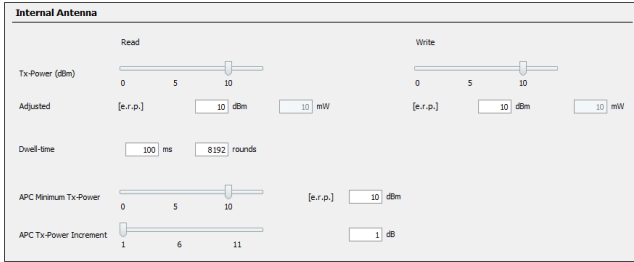 Internal Antenna
Read Write
Tx-Power (dBm)
0 5 10 0 5 10
Adjusted [e.r.p.] 10 dBm 10 mW [e.r.p.] 10 dBm 10 mW
Dwell-time 100 ms 8192 rounds
APC Minimum Tx-Power [e.r.p.] 10 dBm
0 5 10
APC Tx-Power Increment 1 dB
1 6 11